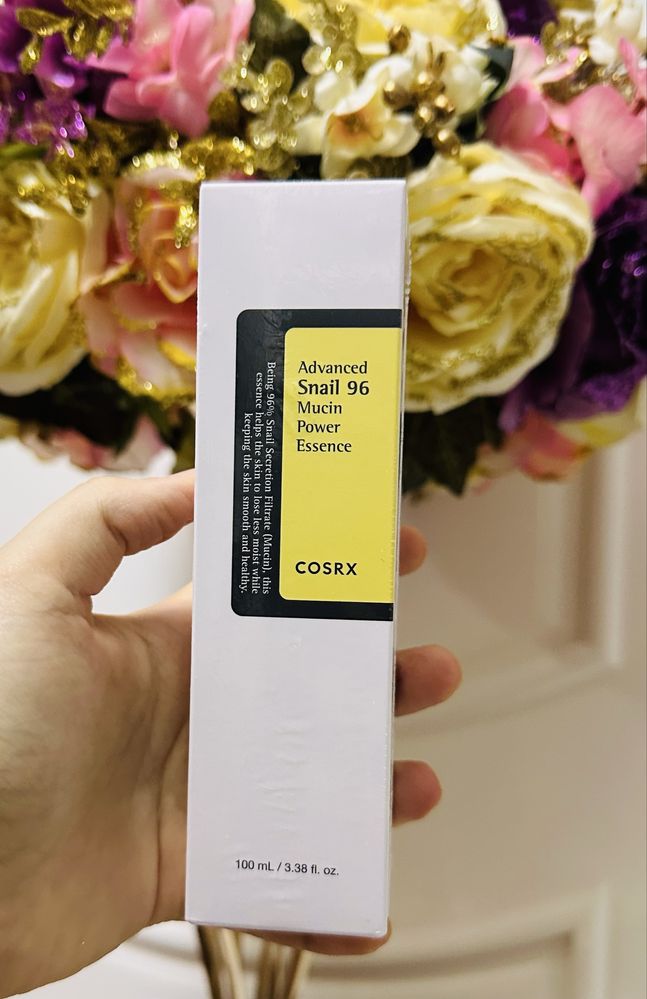 Advanced
Snail 96
Mucin
Power
Essence
COSRX
Being 96% Snail Secretion Filtrate (Mucin), this
essence helps the skin to lose less moist while
keeping the skin smooth and healthy.
100 mL / 3.38 fl. oz.